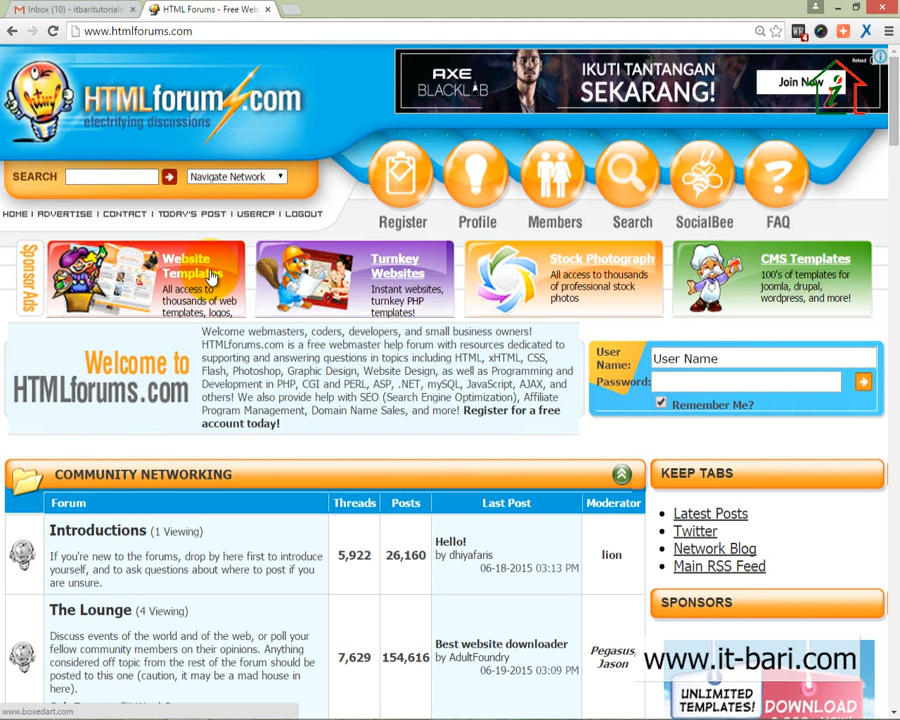 Inbox (10) - itbaritutorials
HTML Forums - Free Web
www.htmlforums.com
HTMLforums.com
electrifying discussions
AXE
BLACKLAB
IKUTI TANTANGAN
SEKARANG!
Join Now
Reload
SEARCH
Navigate Network
HOME | ADVERTISE | CONTACT | TODAY'S POST | USERCP | LOGOUT
Register
Profile
Members
Search
SocialBee
FAQ
Sponsor Ads
Website
Templates
All access to
thousands of web
templates, logos,
Turnkey
Websites
Instant websites,
turnkey PHP
templates!
Stock Photograph
All access to thousands
of professional stock
photos
CMS Templates
100's of templates for
joomla, drupal,
wordpress, and more!
Welcome to
HTMLforums.com
Welcome webmasters, coders, developers, and small business owners!
HTMLforums.com is a free webmaster help forum with resources dedicated to
supporting and answering questions in topics including HTML, xHTML, CSS,
Flash, Photoshop, Graphic Design, Website Design, as well as Programming and
Development in PHP, CGI and PERL, ASP, .NET, mySQL, JavaScript, AJAX, and
others! We also provide help with SEO (Search Engine Optimization), Affiliate
Program Management, Domain Name Sales, and more! Register for a free
account today!
User
Name:
User Name
Password:
Remember Me?
COMMUNITY NETWORKING
Forum
Threads
Posts
Last Post
Moderator
Introductions (1 Viewing)
If you're new to the forums, drop by here first to introduce
yourself, and to ask questions about where to post if you
are unsure.
5,922
26,160
Hello!
by dhiyafaris
06-18-2015 03:13 PM
lion
The Lounge (4 Viewing)
Discuss events of the world and of the web, or poll your
fellow community members on their opinions. Anything
considered off topic from the rest of the forum should be
posted to this one (caution, it may be a mad house in
here).
7,629
154,616
Best website downloader
by AdultFoundry
06-19-2015 03:09 PM
Pegasus,
Jason
KEEP TABS
Latest Posts
Twitter
Network Blog
Main RSS Feed
SPONSORS
www.it-bari.com
UNLIMITED
TEMPLATES!
DOWNLOAD
www.boxedart.com